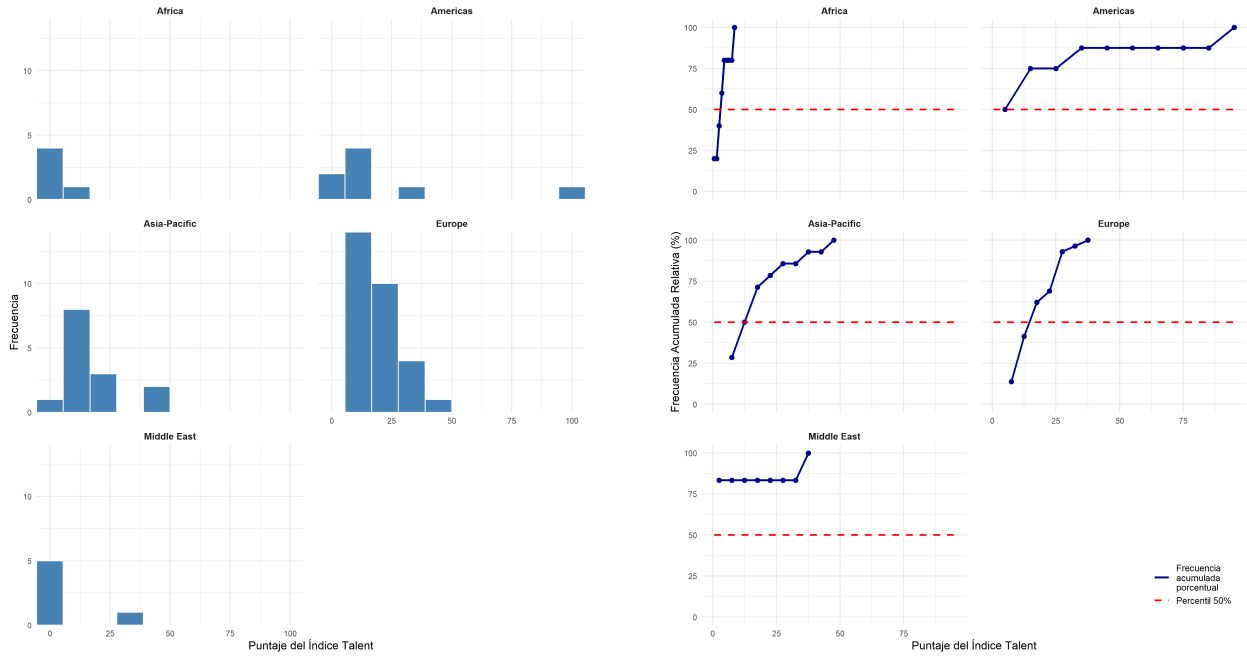 Africa
Americas
10
5
0
Asia-Pacific
Europe
10
5
0
0
25
50
75
100
Middle East
10
5
0
0
25
50
75
100
Frecuencia
Puntaje del Índice Talent
Africa
Americas
100
75
50
25
0
Asia-Pacific
Europe
100
75
50
25
0
0
25
50
75
Middle East
100
75
50
25
0
0
25
50
75
Frecuencia Acumulada Relativa (%)
Puntaje del Índice Talent
Frecuencia
acumulada
porcentual
Percentil 50%